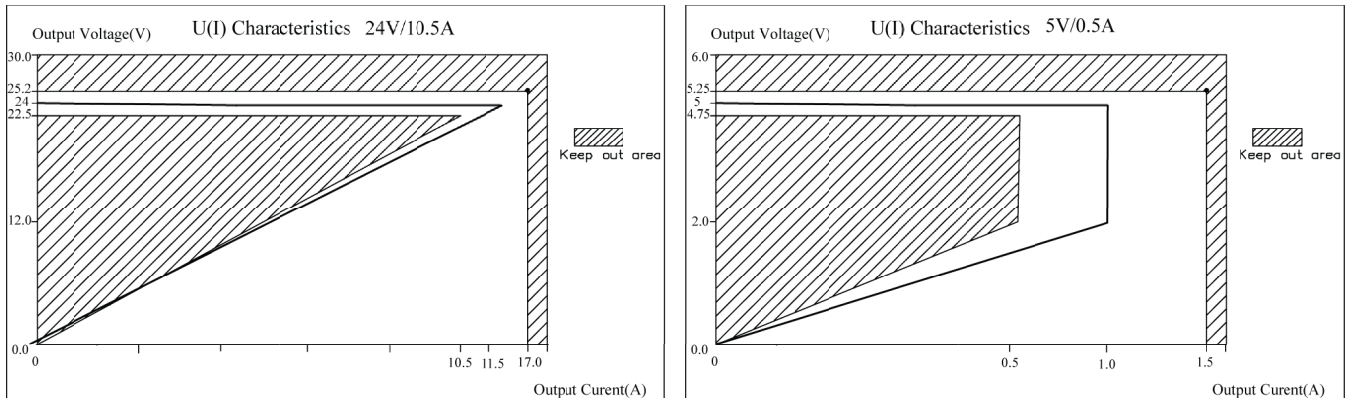 U(I) Characteristics 24V/10.5A
Output Voltage(V)
30.0
25.2
24
22.5
12.0
0.0
0
10.5
11.5
17.0
Output Curent(A)
Keep out area
U(I) Characteristics 5V/0.5A
Output Voltage(V)
6.0
5.25
5
4.75
2.0
0.0
0
0.5
1.0
1.5
Output Curent(A)
Keep out area